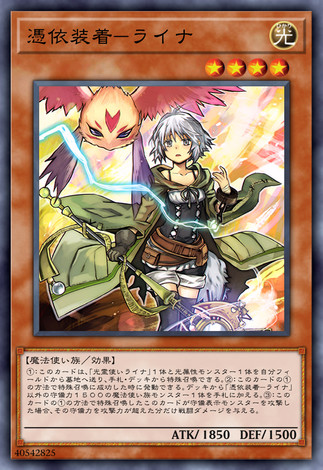 憑依装着-ライナ
光
【魔法使い族/効果】
①:このカードは、「光霊使いライナ」1体と光属性モンスター1体を自分フィ
ールドから墓地へ送り、手札・デッキから特殊召喚できる。②:このカードの①
の方法で特殊召喚に成功した時に発動できる。デッキから「憑依装着-ライナ」
以外の守備力1500の魔法使い族モンスター1体を手札に加える。③:このカー
ドの①の方法で特殊召喚したこのカードが守備表示モンスターを攻撃し
た場合、その守備力を攻撃力が超えた分だけ戦闘ダメージを与える。
ATK/1850 DEF/1500
40542825